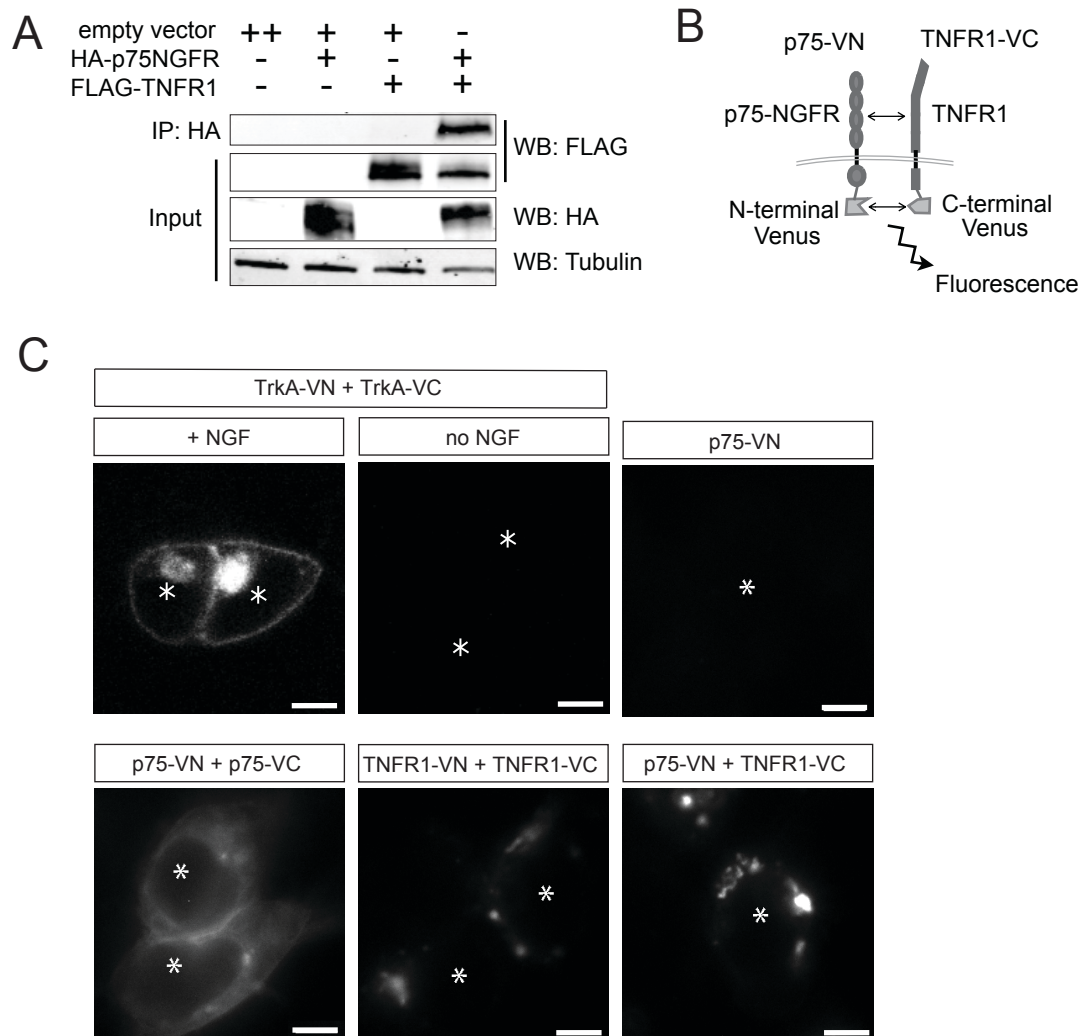 A
empty vector ++ + + -
HA-p75NGFR - + - +
FLAG-TNFR1 - - + +
IP: HA
WB: FLAG
Input
WB: HA
WB: Tubulin
B
p75-VN TNFR1-VC
p75-NGFR TNFR1
N-terminal Venus
C-terminal Venus
Fluorescence
C
TrkA-VN + TrkA-VC
+ NGF no NGF p75-VN
* * * * *
p75-VN + p75-VC TNFR1-VN + TNFR1-VC p75-VN + TNFR1-VC
* * * * *